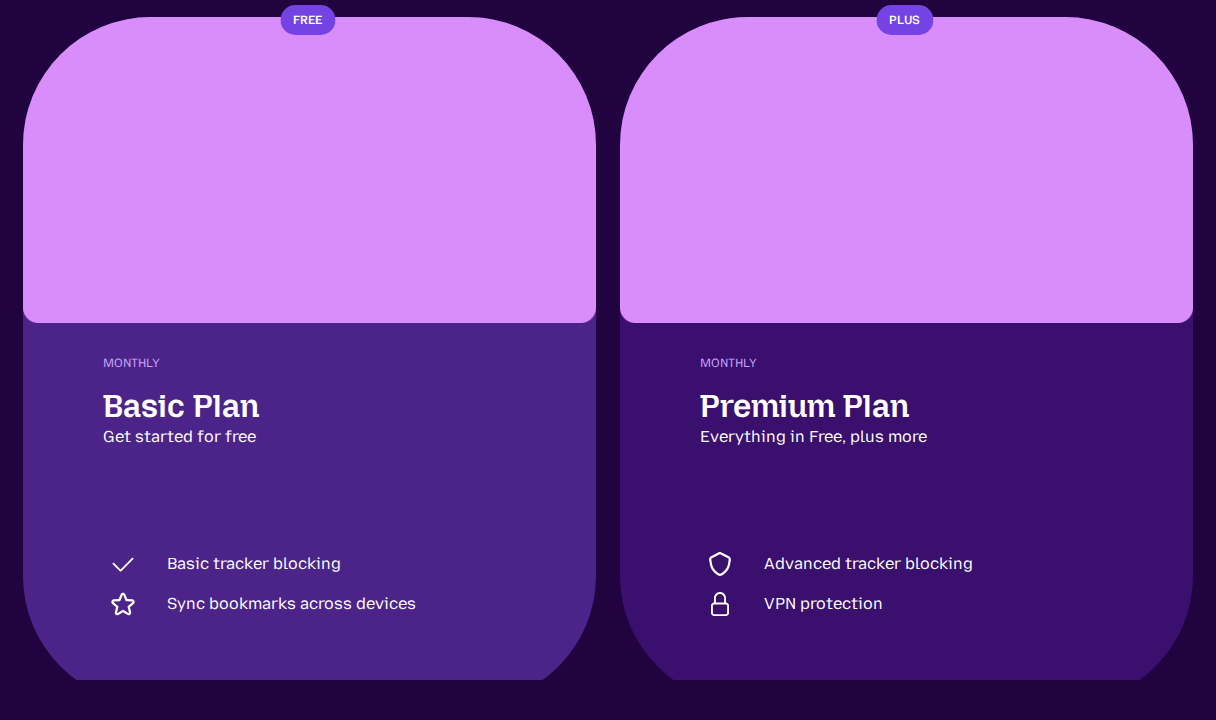 FREE
MONTHLY
Basic Plan
Get started for free
Basic tracker blocking
Sync bookmarks across devices
PLUS
MONTHLY
Premium Plan
Everything in Free, plus more
Advanced tracker blocking
VPN protection